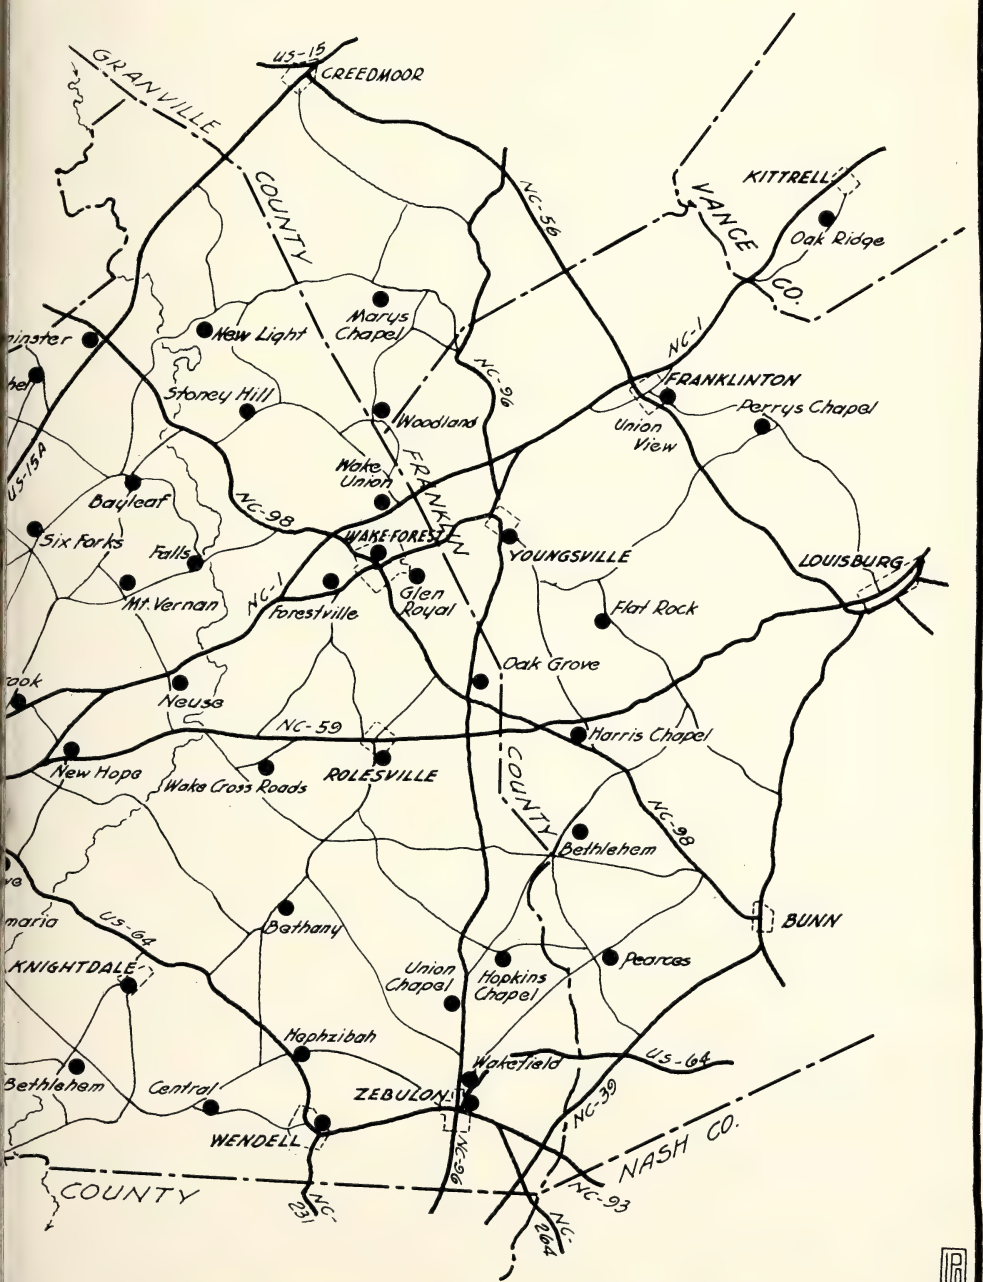 US-15
CREEDMOOR
GRANVILLE
COUNTY
KITTRELL
VANCE
CO.
Oak Ridge
NC-56
Marys
Chapel
New Light
minster
hel
NC-1
NC-96
FRANKLINTON
Union
View
Perrys Chapel
Stoney Hill
Woodland
US-15A
Wake
Union
FRANKLIN
Bayleaf
NC-98
WAKE FOREST
YOUNGSVILLE
LOUISBURG
Six Forks
Falls
Mt. Vernan
NC-1
Forestville
Glen
Royal
Flat Rock
Oak Grove
ook
Neuse
NC-59
Harris Chapel
New Hope
Wake Cross Roads
ROLESVILLE
COUNTY
NC-98
Bethlehem
ve
maria
US-64
Bethany
BUNN
KNIGHTDALE
Union
Chapel
Hopkins
Chapel
Pearces
Hephzibah
Wakefield
US-64
Bethlehem
Central
ZEBULON
NC-39
WENDELL
NC-96
NASH CO.
COUNTY
NC-
231
NC-93
NC-
264